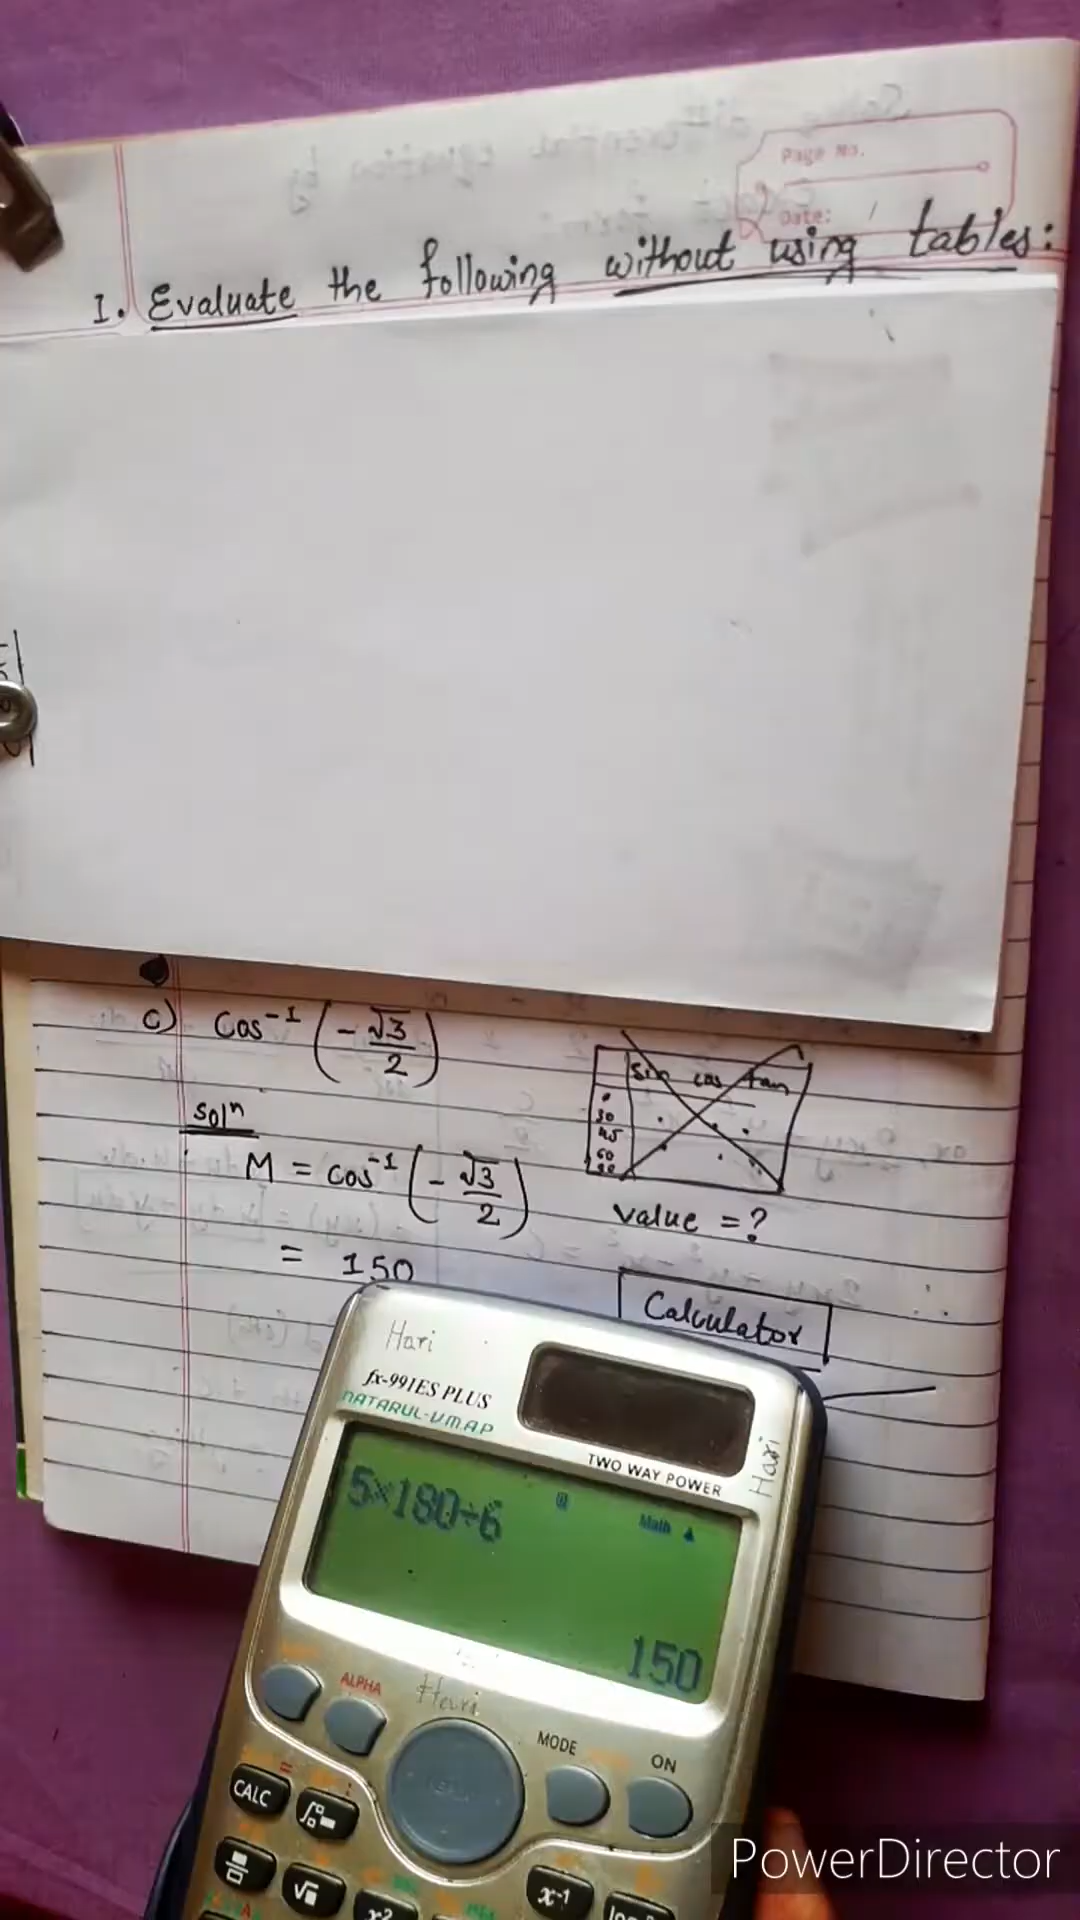 Page No.
Date: /
I. Evaluate the following without using tables:
c) Cos⁻¹ (-√3/2)
solⁿ
M = cos⁻¹ (-√3/2)
= 150
sin cos tan
0
30
45
60
90
value = ?
Calculator
Hari
fx-991ES PLUS
NATARUL-V.M.A.P
TWO WAY POWER
Hari
5×180÷6
Math ▲
150
ALPHA
Hari
MODE
ON
CALC
√
x²
x⁻¹
PowerDirector